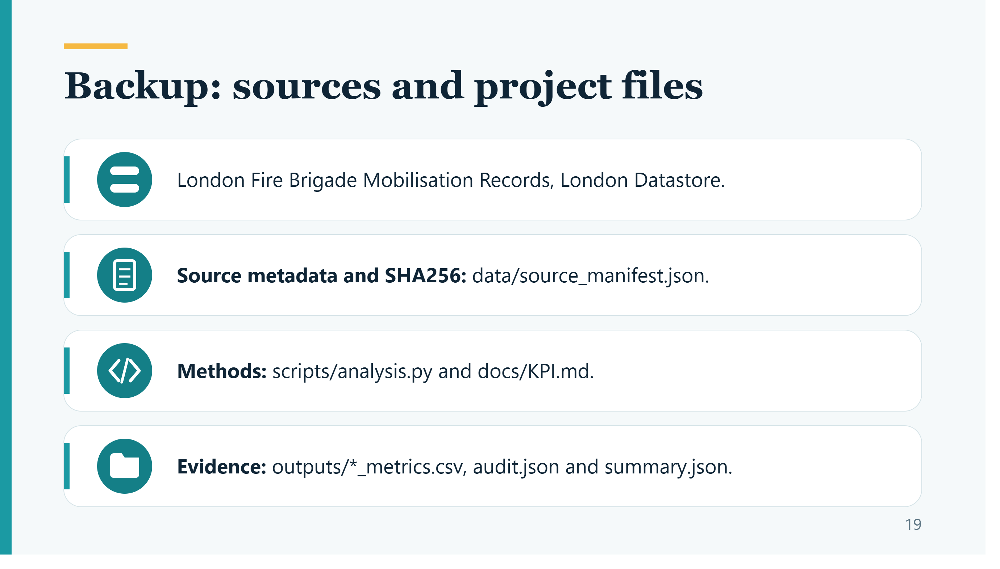 Backup: sources and project files
London Fire Brigade Mobilisation Records, London Datastore.
Source metadata and SHA256: data/source_manifest.json.
Methods: scripts/analysis.py and docs/KPI.md.
Evidence: outputs/*_metrics.csv, audit.json and summary.json.
19